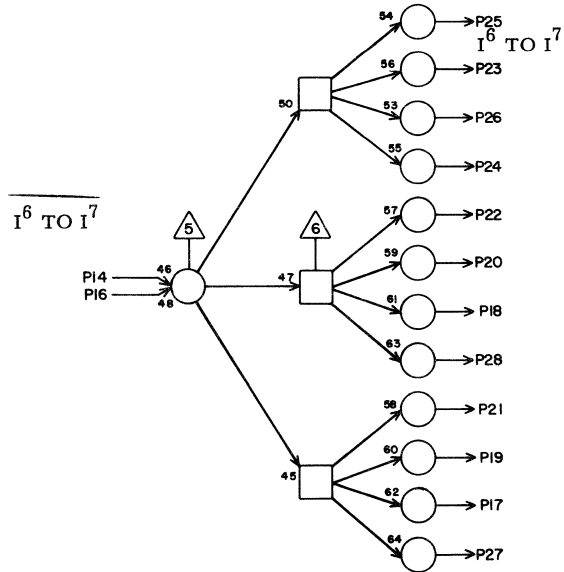 54
P25
I⁶ TO I⁷
56
P23
50
53
P26
55
P24
I⁶ TO I⁷
5
6
57
P22
46
P14
P16
48
47
59
P20
61
P18
63
P28
58
P21
60
P19
45
62
P17
64
P27